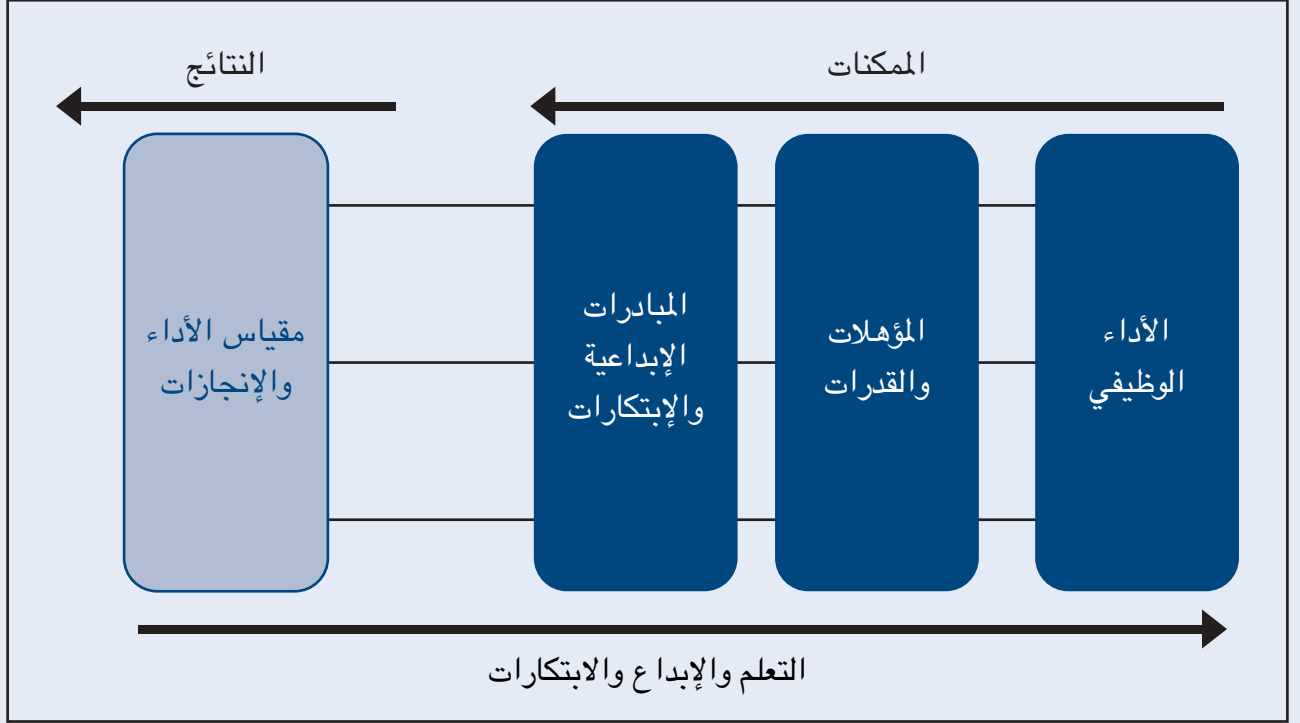 الممكنات
النتائج
الأداء
الوظيفي
المؤهلات
والقدرات
المبادرات
الإبداعية
والإبتكارات
مقياس الأداء
والإنجازات
التعلم والإبداع والابتكارات